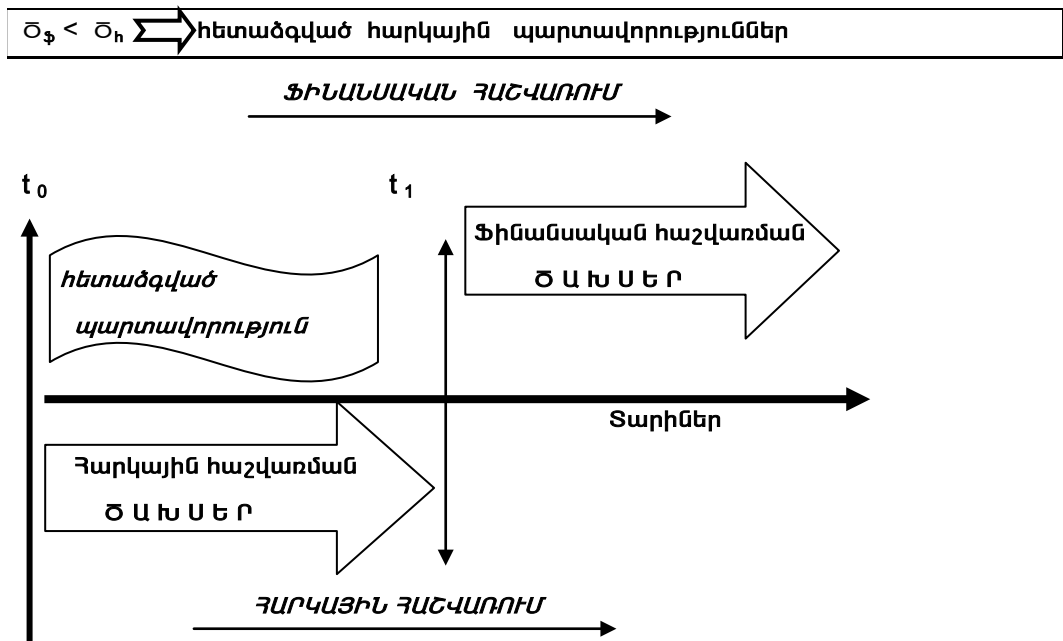 Ծֆ < Ծհ հետաձգված հարկային պարտավորություններ
ՖԻՆԱՆՍԱԿԱՆ ՀԱՇՎԱՌՈՒՄ
t 0
t 1
Ֆինանսական հաշվառման
Ծ Ա Խ Ս Ե Ր
հետաձգված
պարտավորություն
Տարիներ
Հարկային հաշվառման
Ծ Ա Խ Ս Ե Ր
ՀԱՐԿԱՅԻՆ ՀԱՇՎԱՌՈՒՄ